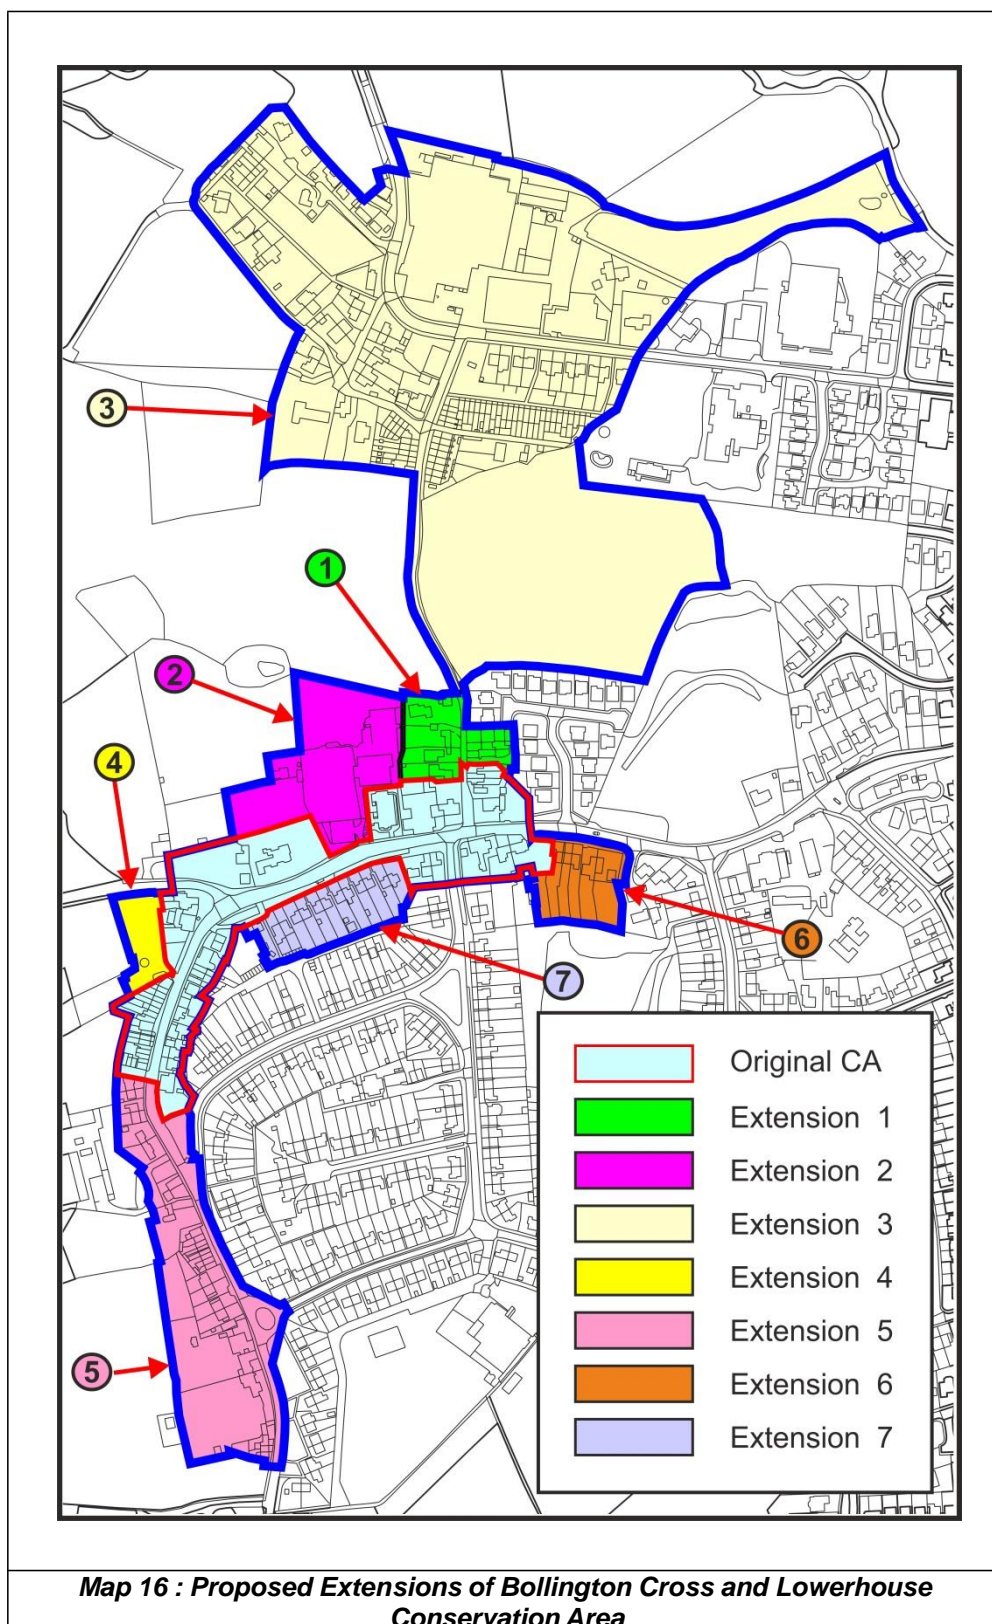 3
1
2
4
6
7
5
Original CA
Extension 1
Extension 2
Extension 3
Extension 4
Extension 5
Extension 6
Extension 7
Map 16 : Proposed Extensions of Bollington Cross and Lowerhouse
Conservation Area